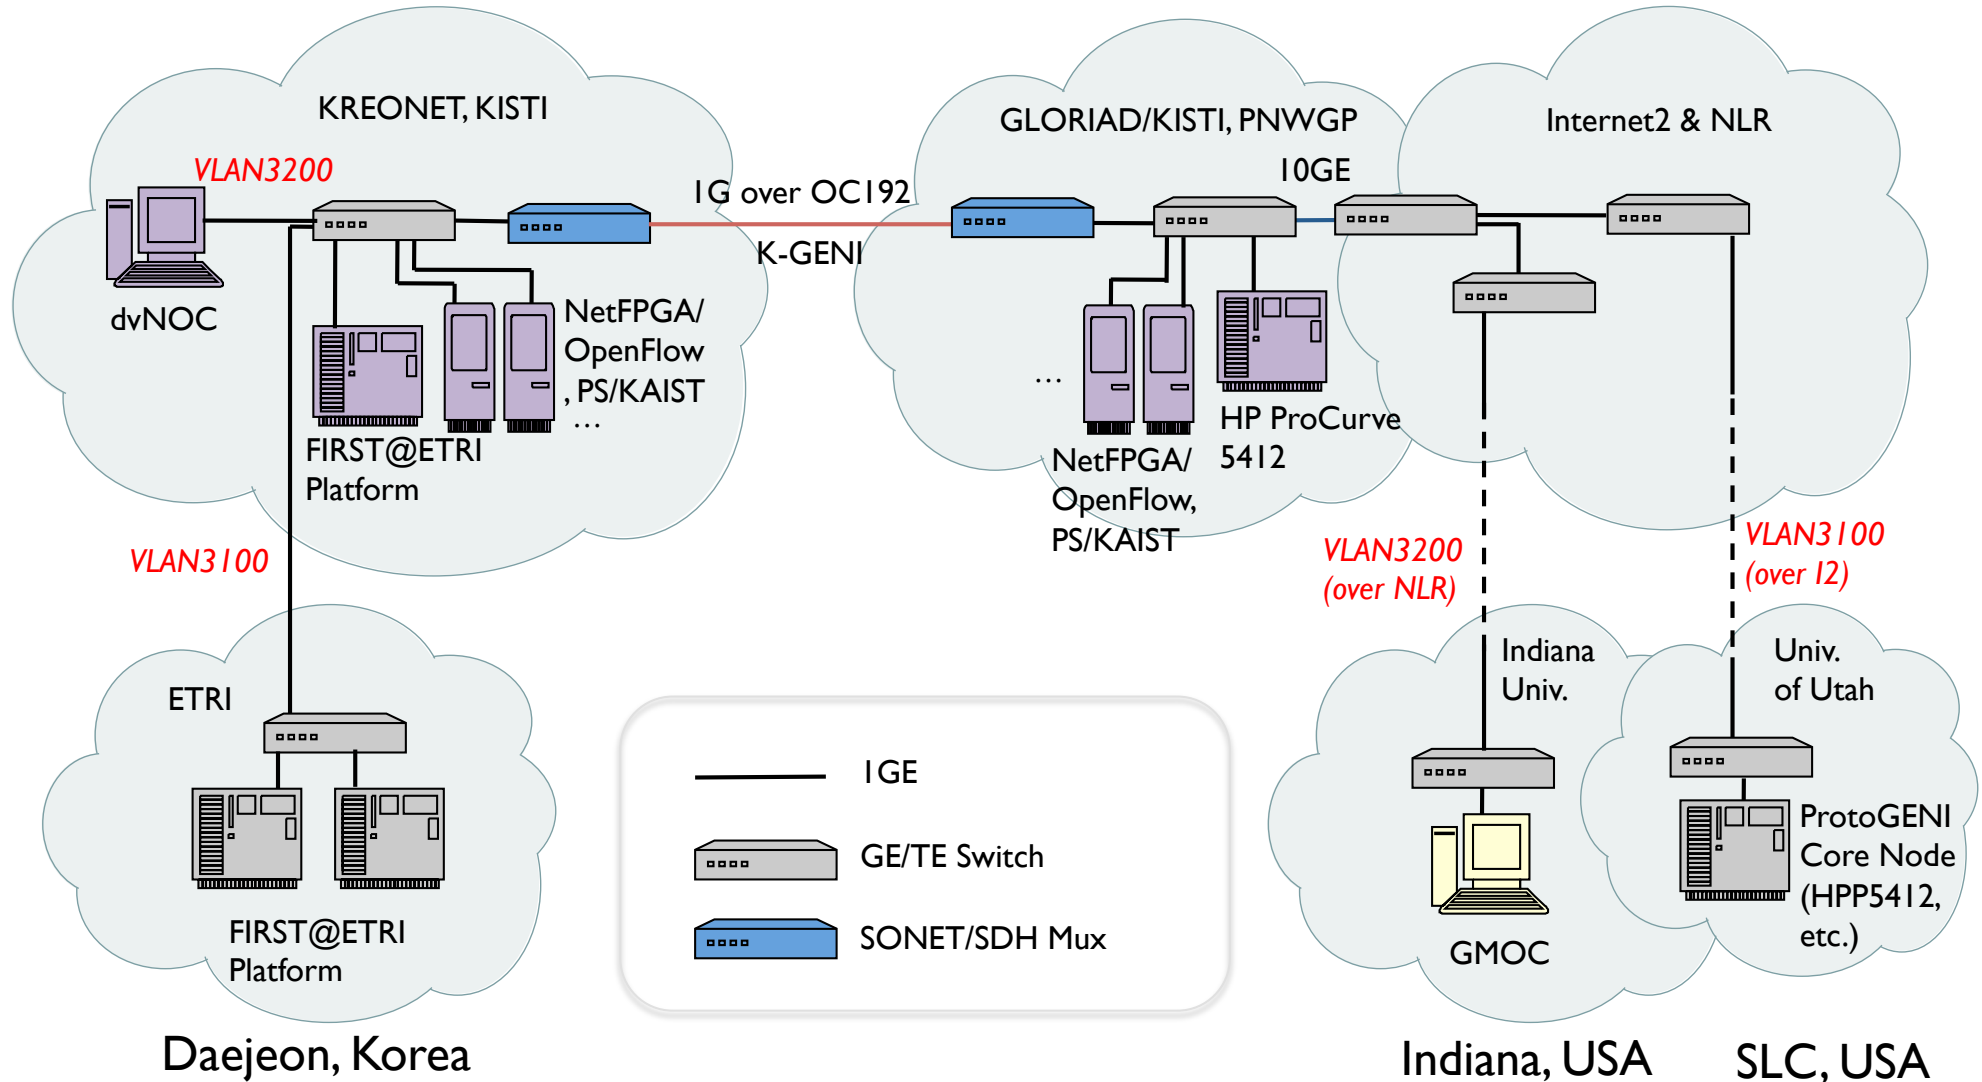 KREONET, KISTI
GLORIAD/KISTI, PNWGP
Internet2 & NLR
VLAN3200
10GE
1G over OC192
K-GENI
dvNOC
NetFPGA/
OpenFlow
, PS/KAIST
...
FIRST@ETRI
Platform
...
HP ProCurve
5412
NetFPGA/
OpenFlow,
PS/KAIST
VLAN3100
VLAN3200
(over NLR)
VLAN3100
(over I2)
ETRI
FIRST@ETRI
Platform
Indiana
Univ.
Univ.
of Utah
1GE
GE/TE Switch
SONET/SDH Mux
GMOC
ProtoGENI
Core Node
(HPP5412,
etc.)
Daejeon, Korea
Indiana, USA
SLC, USA